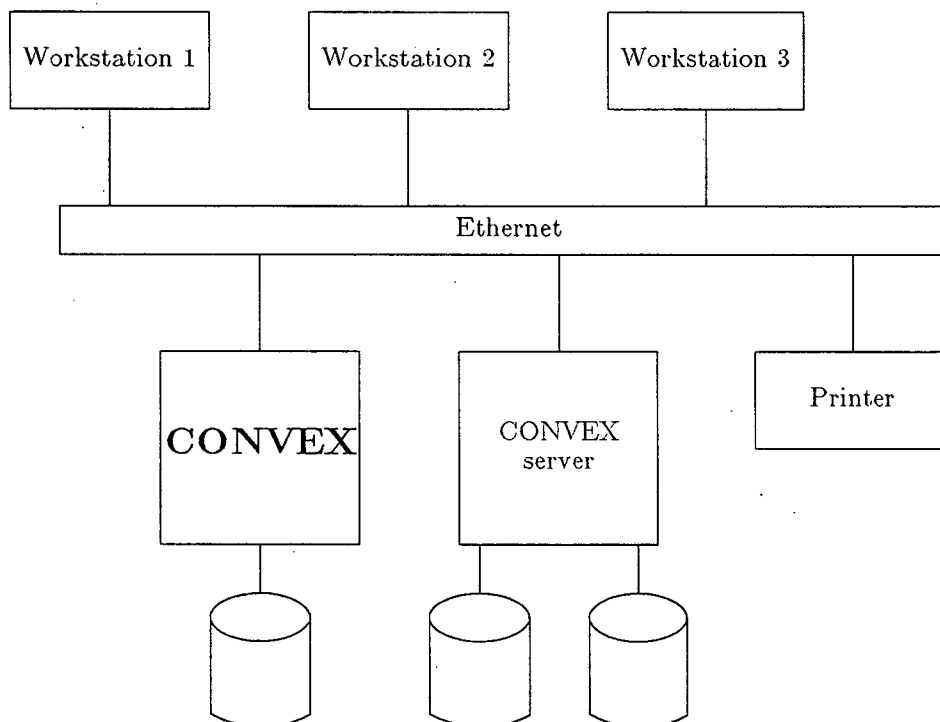 Workstation 1
Workstation 2
Workstation 3
Ethernet
CONVEX
CONVEX
server
Printer